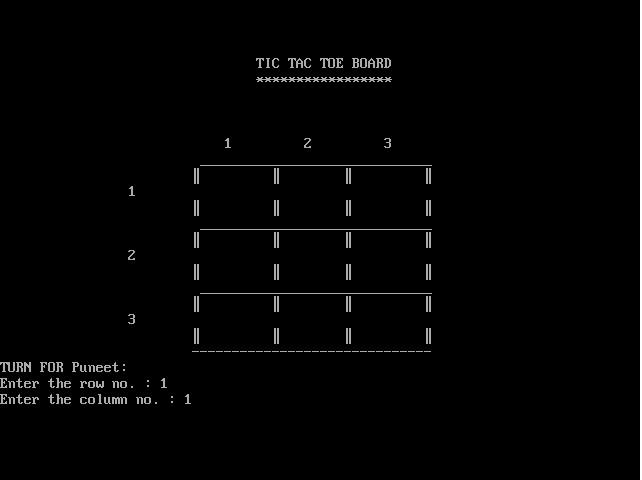 TIC TAC TOE BOARD
*****************
1 2 3
1
2
3
TURN FOR Puneet:
Enter the row no. : 1
Enter the column no. : 1